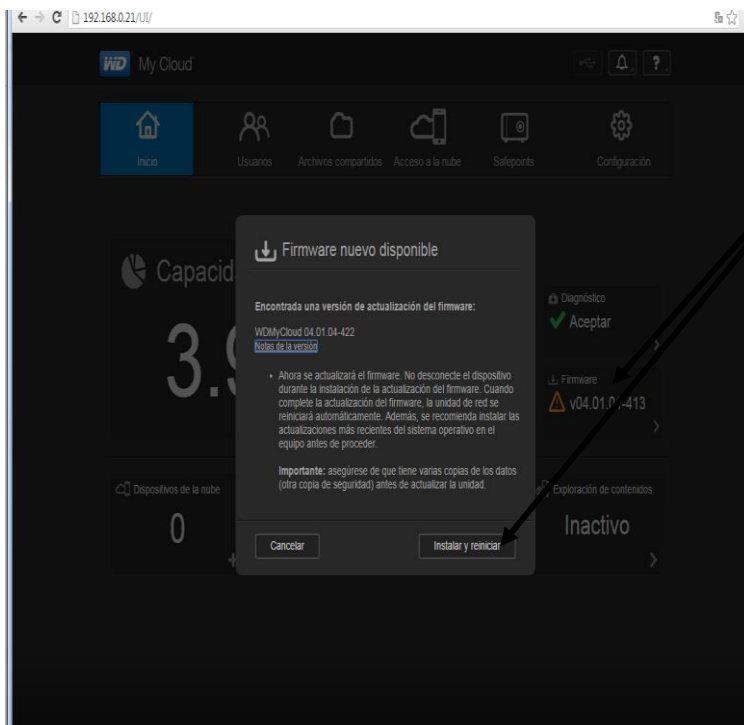 192.168.0.21/UI/
WD My Cloud
?
Inicio
Usuarios
Archivos compartidos
Acceso a la nube
Safepoints
Configuración
Capacid
3.9
Firmware nuevo disponible
Encontrada una versión de actualización del firmware:
WDMyCloud 04.01.04-422
Notas de la versión
• Ahora se actualizará el firmware. No desconecte el dispositivo
durante la instalación de la actualización del firmware. Cuando
complete la actualización del firmware, la unidad de red se
reiniciará automáticamente. Además, se recomienda instalar las
actualizaciones más recientes del sistema operativo en el
equipo antes de proceder.
Importante: asegúrese de que tiene varias copias de los datos
(otra copia de seguridad) antes de actualizar la unidad.
Cancelar
Instalar y reiniciar
Diagnóstico
Aceptar
Firmware
v04.01.01-413
Dispositivos de la nube
0
Exploración de contenidos
Inactivo